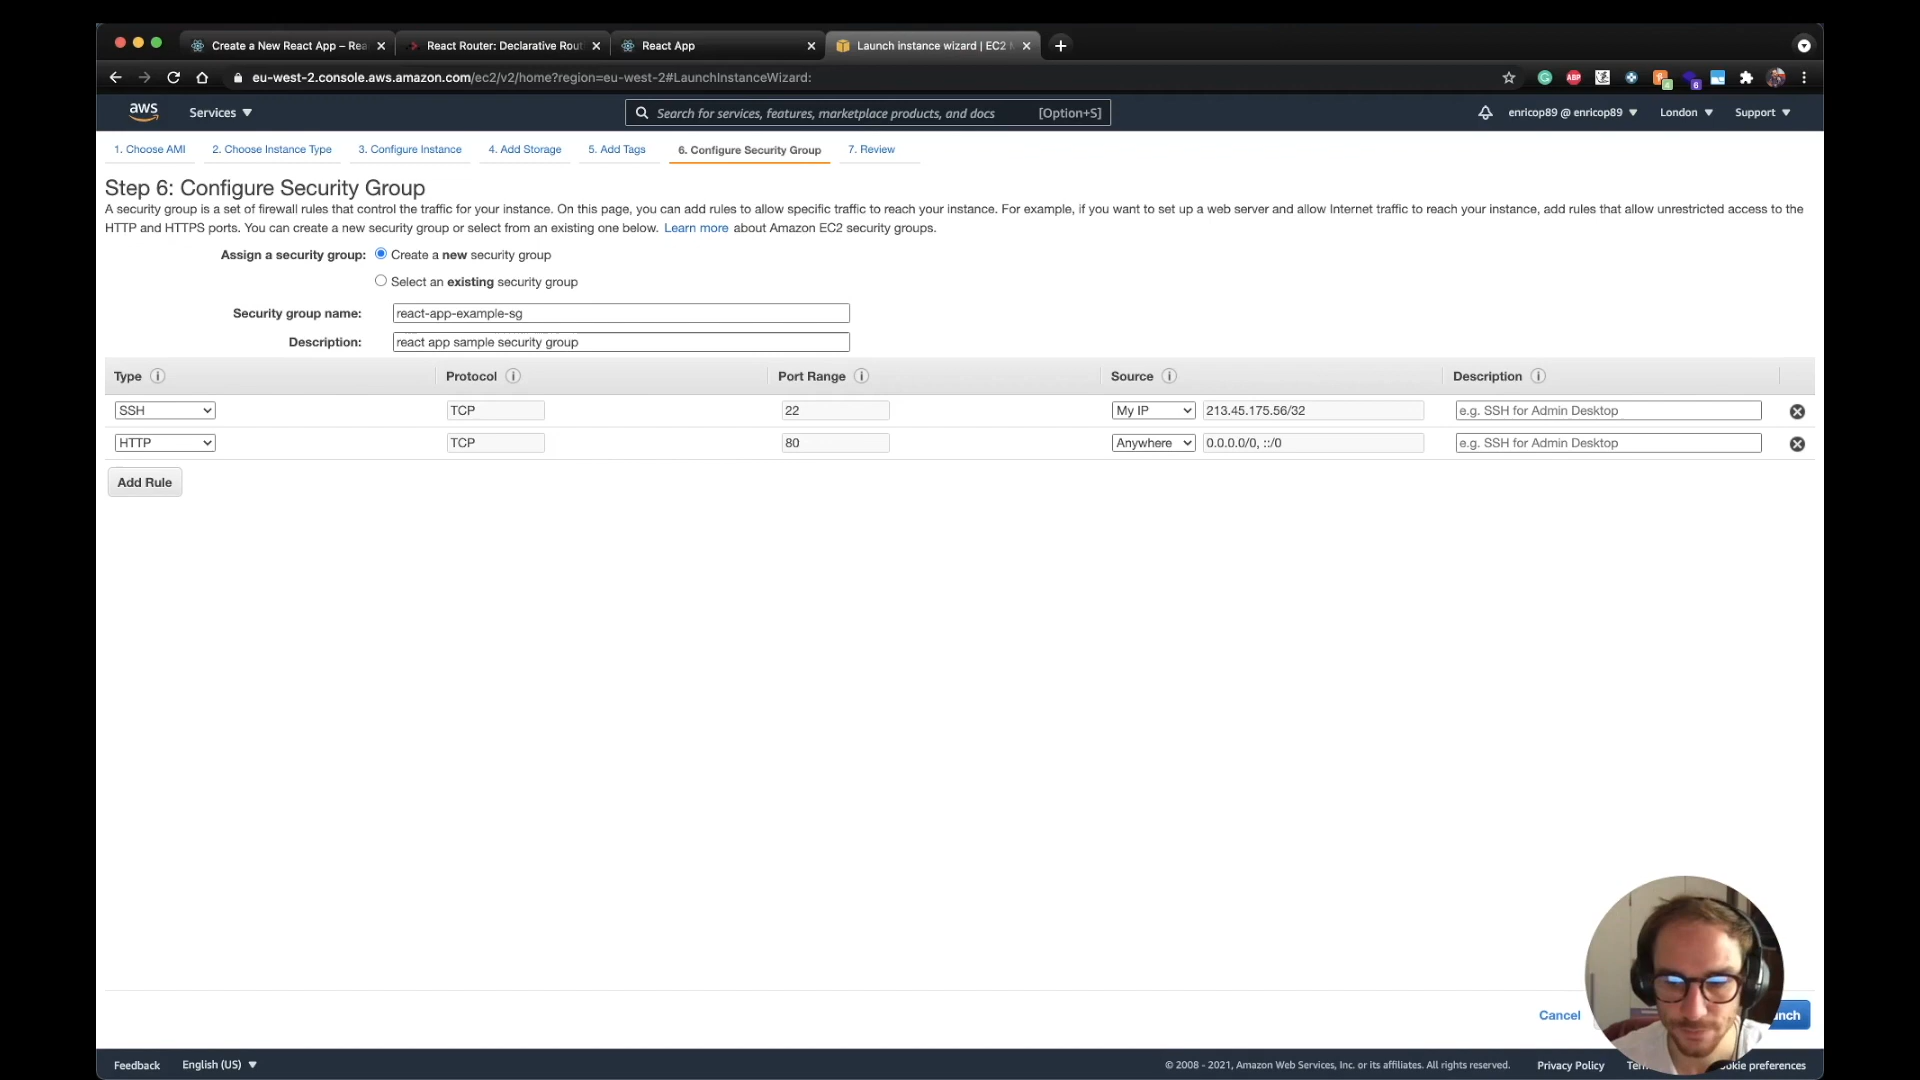 Create a New React App – Rea
React Router: Declarative Rout
React App
Launch instance wizard | EC2 M
eu-west-2.console.aws.amazon.com/ec2/v2/home?region=eu-west-2#LaunchInstanceWizard:
ABP
4
6
aws
Services
Search for services, features, marketplace products, and docs
[Option+S]
enricop89 @ enricop89
London
Support
1. Choose AMI
2. Choose Instance Type
3. Configure Instance
4. Add Storage
5. Add Tags
6. Configure Security Group
7. Review
Step 6: Configure Security Group
A security group is a set of firewall rules that control the traffic for your instance. On this page, you can add rules to allow specific traffic to reach your instance. For example, if you want to set up a web server and allow Internet traffic to reach your instance, add rules that allow unrestricted access to the
HTTP and HTTPS ports. You can create a new security group or select from an existing one below. Learn more about Amazon EC2 security groups.
Assign a security group:
Create a new security group
Select an existing security group
Security group name:
react-app-example-sg
Description:
react app sample security group
Type
Protocol
Port Range
Source
Description
SSH
TCP
22
My IP
213.45.175.56/32
e.g. SSH for Admin Desktop
HTTP
TCP
80
Anywhere
0.0.0.0/0, ::/0
e.g. SSH for Admin Desktop
Add Rule
Cancel
nch
Feedback
English (US)
© 2008 - 2021, Amazon Web Services, Inc. or its affiliates. All rights reserved.
Privacy Policy
Ter
okie preferences